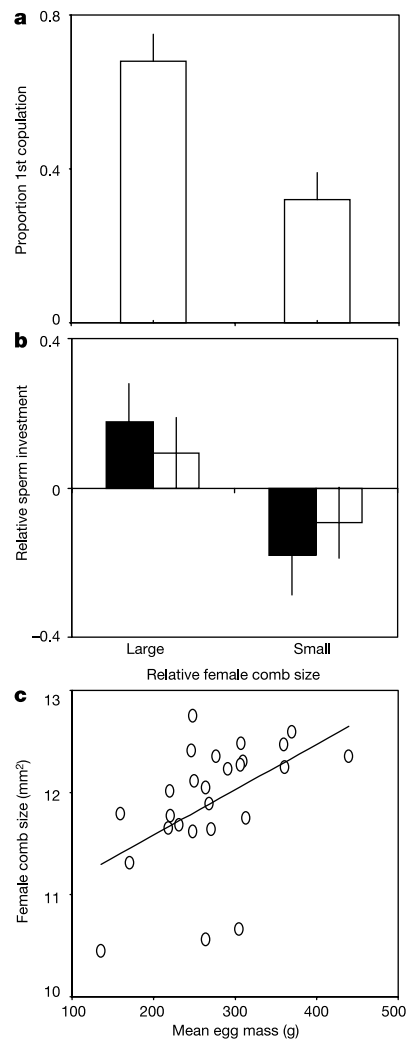 a
0.8
0.4
0
Proportion 1st copulation
b
0.4
0
–0.4
Relative sperm investment
Large Small
Relative female comb size
c
13
12
11
10
Female comb size (mm²)
100 200 300 400 500
Mean egg mass (g)